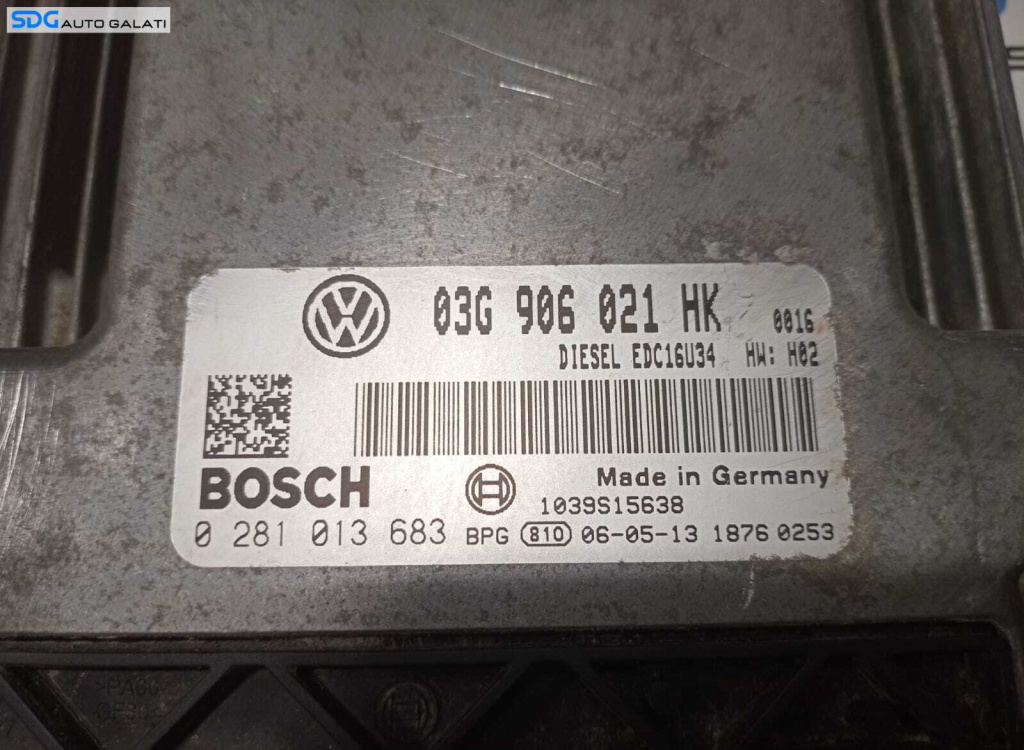 SDG AUTO GALATI
03G 906 021 HK 0016
DIESEL EDC16U34 HW: H02
BOSCH
Made in Germany
1039S15638
0 281 013 683 BPG 810 06-05-13 1876 0253